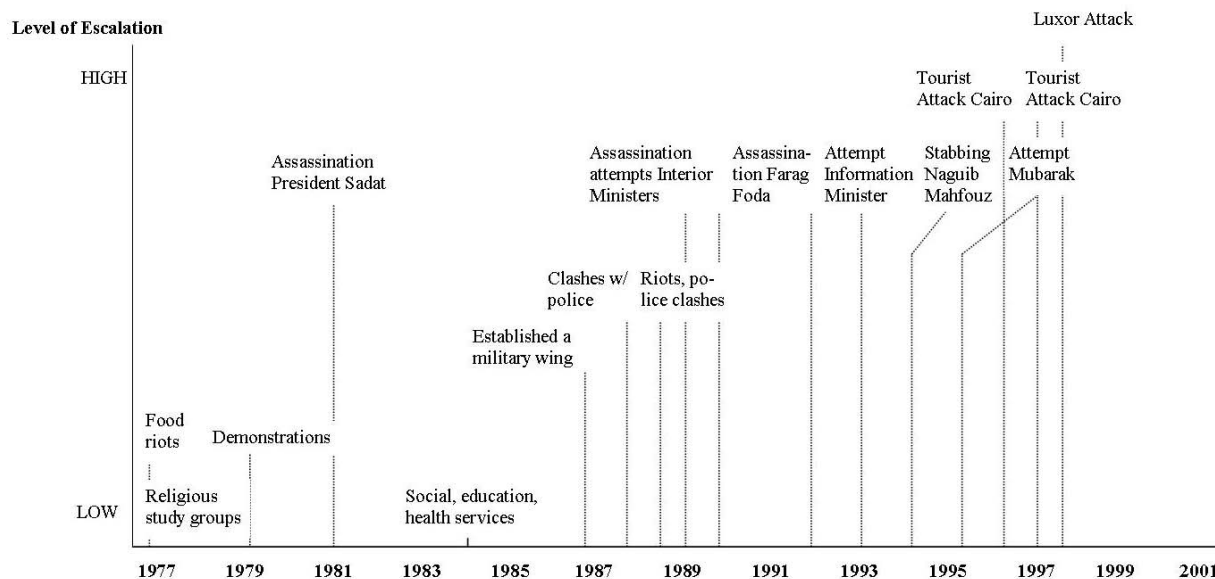 Luxor Attack
Level of Escalation
HIGH
Tourist
Attack Cairo
Tourist
Attack Cairo
Assassination
President Sadat
Assassination
attempts Interior
Ministers
Assassina-
tion Farag
Foda
Attempt
Information
Minister
Stabbing
Naguib
Mahfouz
Attempt
Mubarak
Clashes w/
police
Riots, po-
lice clashes
Established a
military wing
Food
riots
Demonstrations
LOW
Religious
study groups
Social, education,
health services
1977 1979 1981 1983 1985 1987 1989 1991 1993 1995 1997 1999 2001